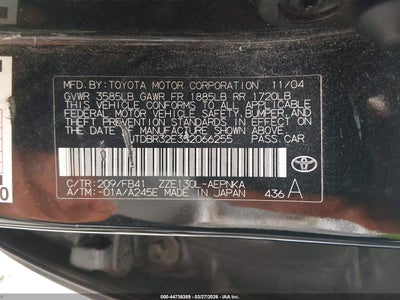 MFD. BY: TOYOTA MOTOR CORPORATION 11/04
GVWR 3585LB GAWR FR 1885LB RR 1720LB
THIS VEHICLE CONFORMS TO ALL APPLICABLE
FEDERAL MOTOR VEHICLE SAFETY, BUMPER, AND
THEFT PREVENTION STANDARDS IN EFFECT ON
THE DATE OF MANUFACTURE SHOWN ABOVE.
JTDBR32E352066255 PASS.CAR
C/TR: 209/FB41 ZZE130L-AEPNKA
A/TM: -01A/A245E MADE IN JAPAN 436 A
TOYOTA
000-44736389 - 03/27/2026 - IAA Inc.